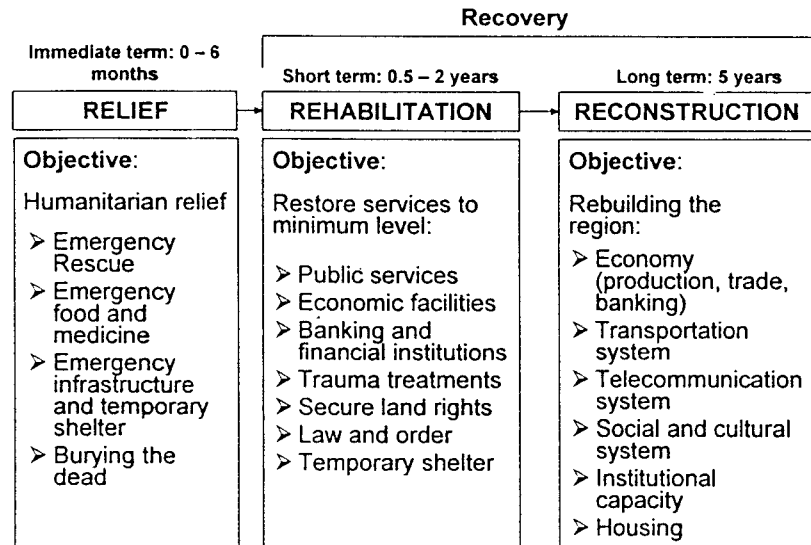 Recovery
Immediate term: 0 – 6
months
Short term: 0.5 – 2 years
Long term: 5 years
RELIEF
REHABILITATION
RECONSTRUCTION
Objective:
Humanitarian relief
➢ Emergency
Rescue
➢ Emergency
food and
medicine
➢ Emergency
infrastructure
and temporary
shelter
➢ Burying the
dead
Objective:
Restore services to
minimum level:
➢ Public services
➢ Economic facilities
➢ Banking and
financial institutions
➢ Trauma treatments
➢ Secure land rights
➢ Law and order
➢ Temporary shelter
Objective:
Rebuilding the
region:
➢ Economy
(production, trade,
banking)
➢ Transportation
system
➢ Telecommunication
system
➢ Social and cultural
system
➢ Institutional
capacity
➢ Housing